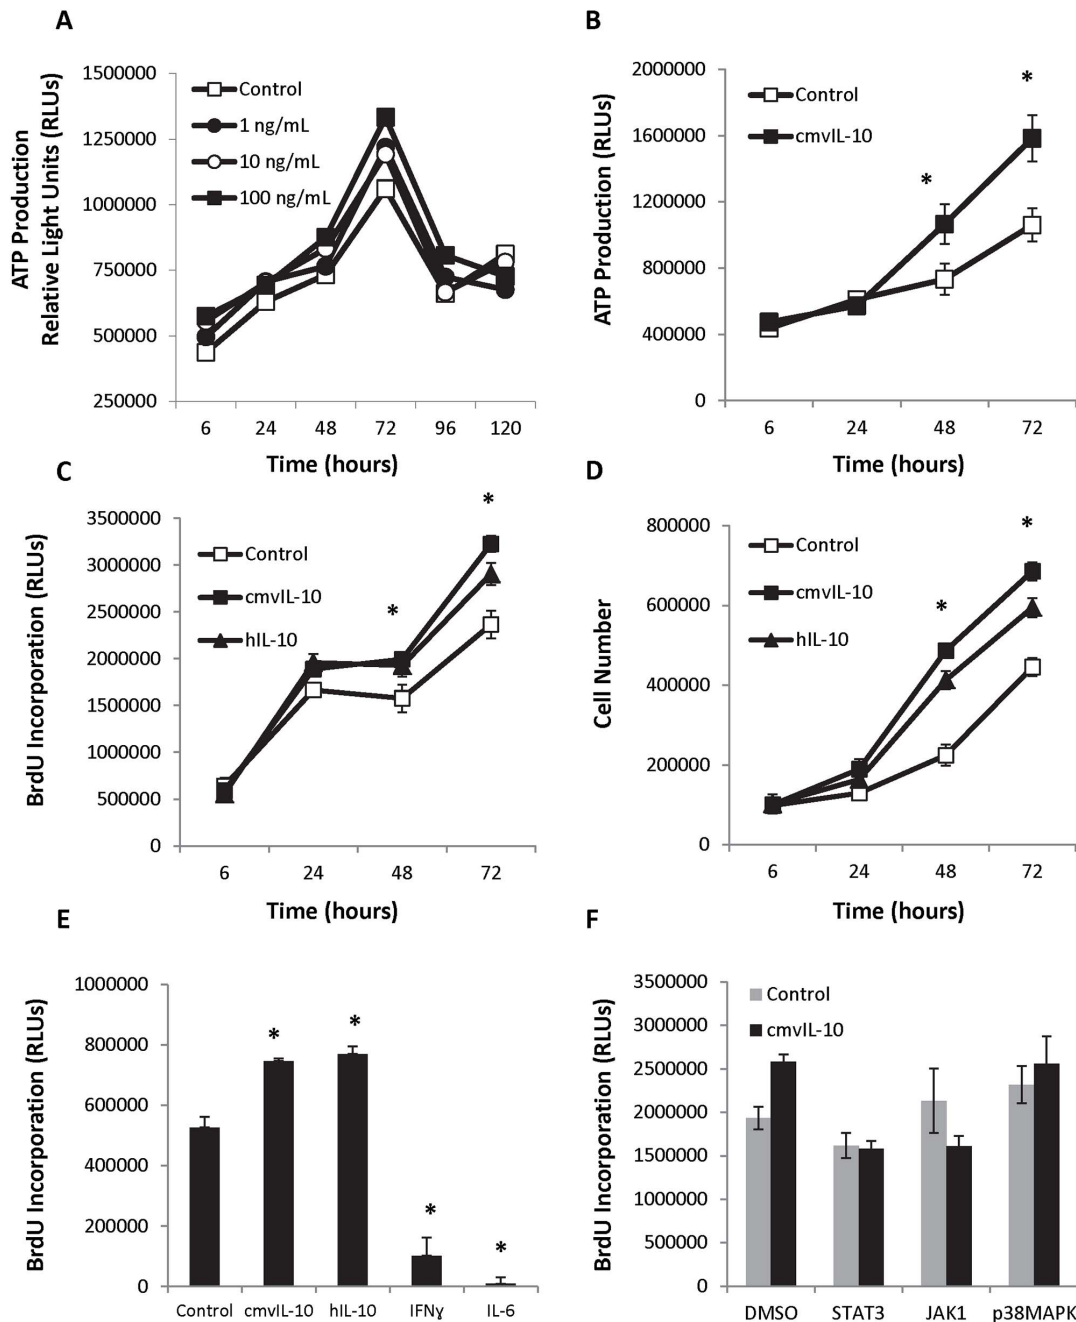 A
ATP Production
Relative Light Units (RLUs)
1500000
1250000
1000000
750000
500000
250000
Control
1 ng/mL
10 ng/mL
100 ng/mL
6 24 48 72 96 120
Time (hours)
B
ATP Production (RLUs)
2000000
1600000
1200000
800000
400000
0
Control
cmvIL-10
*
*
6 24 48 72
Time (hours)
C
BrdU Incorporation (RLUs)
3500000
3000000
2500000
2000000
1500000
1000000
500000
0
Control
cmvIL-10
hIL-10
*
*
6 24 48 72
Time (hours)
D
Cell Number
800000
600000
400000
200000
0
Control
cmvIL-10
hIL-10
*
*
6 24 48 72
Time (hours)
E
BrdU Incorporation (RLUs)
1000000
800000
600000
400000
200000
0
*
*
*
*
Control cmvIL-10 hIL-10 IFNɣ IL-6
F
BrdU Incorporation (RLUs)
3500000
3000000
2500000
2000000
1500000
1000000
500000
0
Control
cmvIL-10
DMSO STAT3 JAK1 p38MAPK